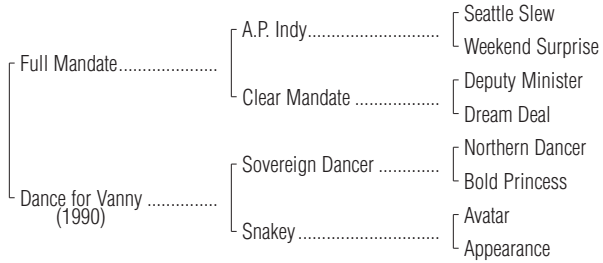 Seattle Slew
A.P. Indy..............................
Weekend Surprise
Full Mandate......................
Deputy Minister
Clear Mandate ...................
Dream Deal
Northern Dancer
Sovereign Dancer .............
Bold Princess
Dance for Vanny ...............
(1990)
Avatar
Snakey................................
Appearance